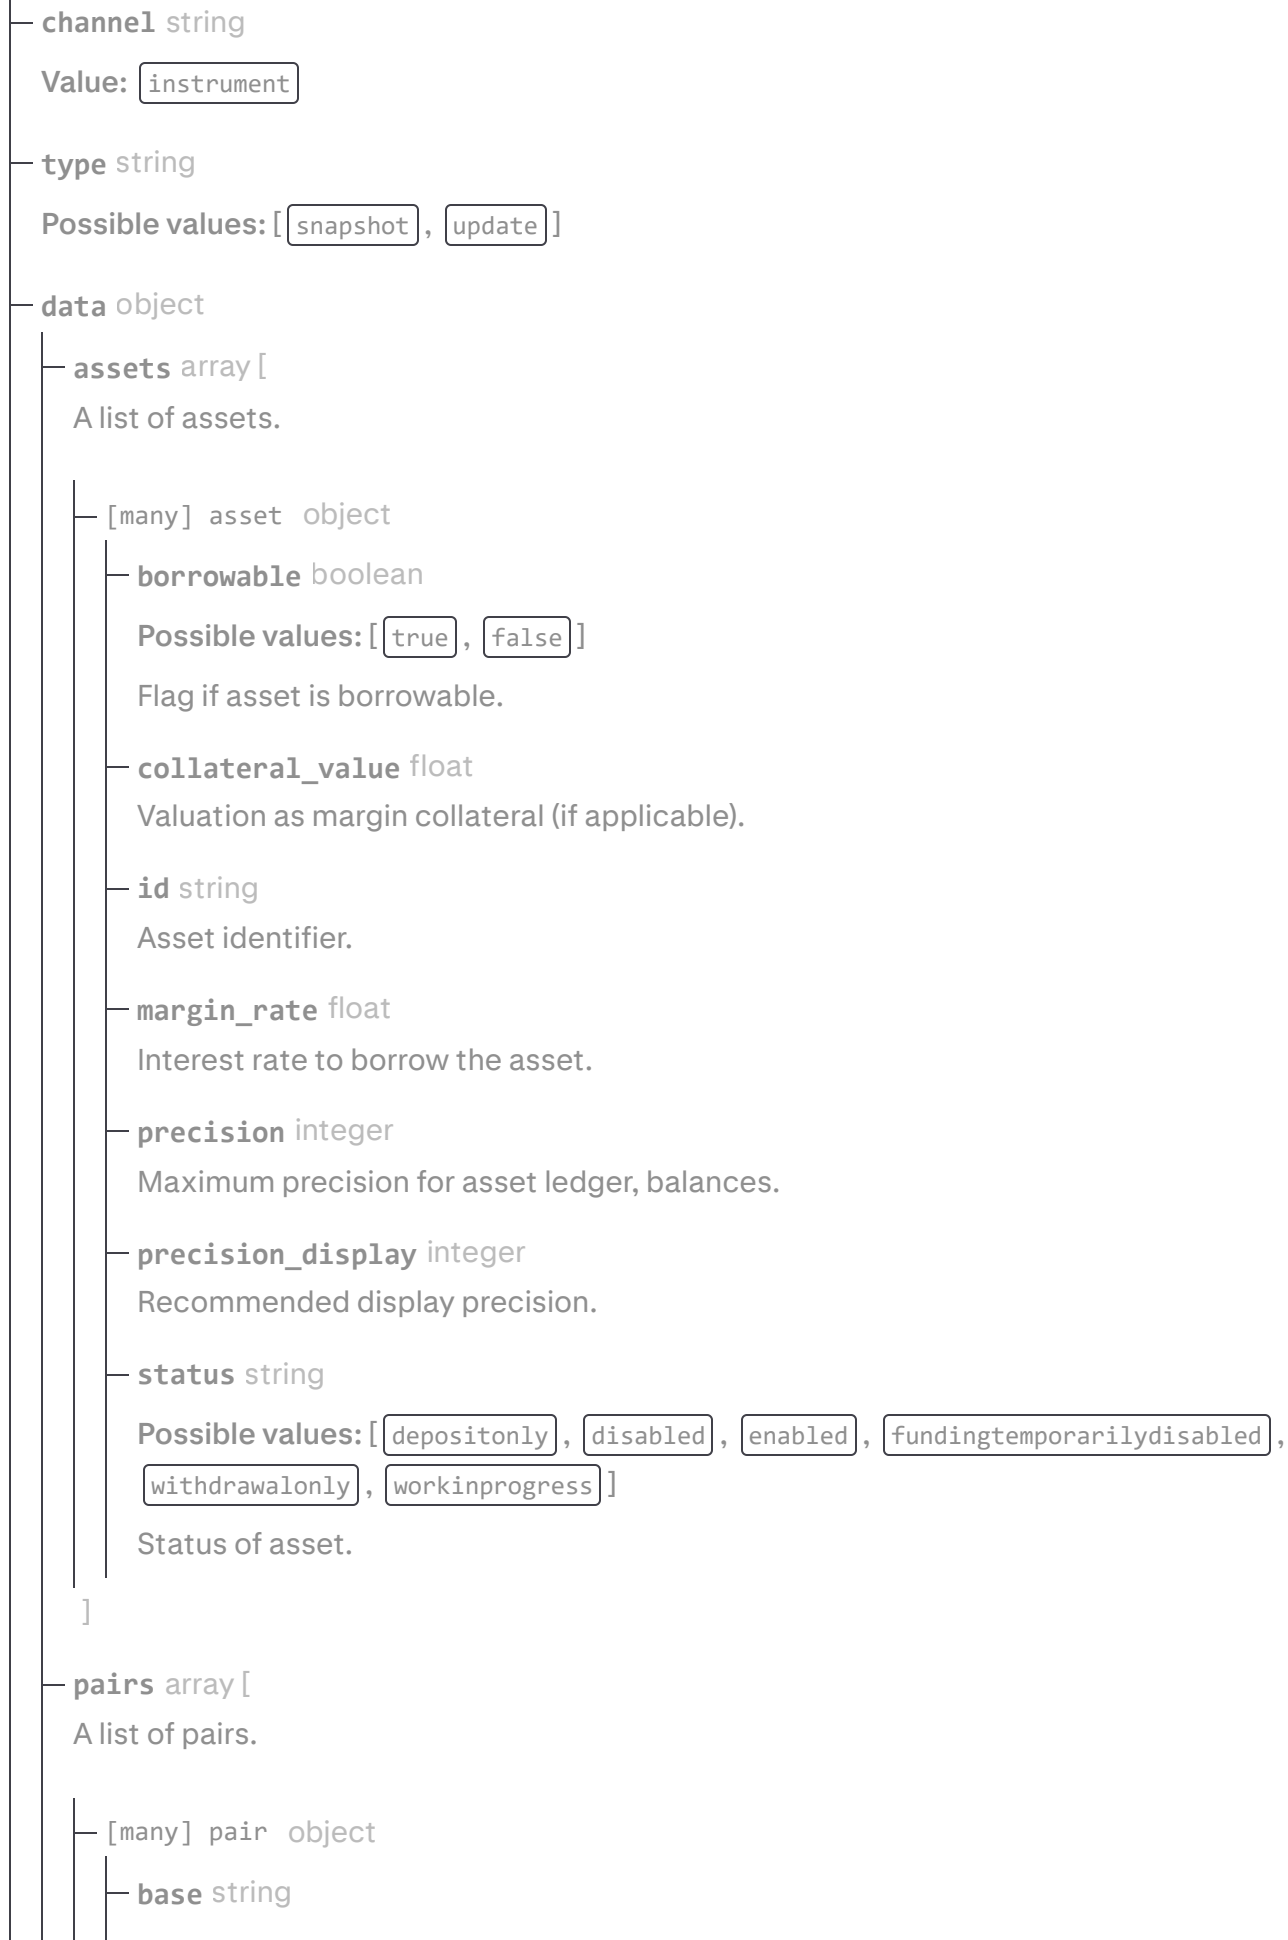 channel string
Value: instrument
type string
Possible values: [ snapshot , update ]
data object
assets array [
A list of assets.
[many] asset object
borrowable boolean
Possible values: [ true , false ]
Flag if asset is borrowable.
collateral_value float
Valuation as margin collateral (if applicable).
id string
Asset identifier.
margin_rate float
Interest rate to borrow the asset.
precision integer
Maximum precision for asset ledger, balances.
precision_display integer
Recommended display precision.
status string
Possible values: [ depositonly , disabled , enabled , fundingtemporarilydisabled ,
withdrawalonly , workinprogress ]
Status of asset.
]
pairs array [
A list of pairs.
[many] pair object
base string